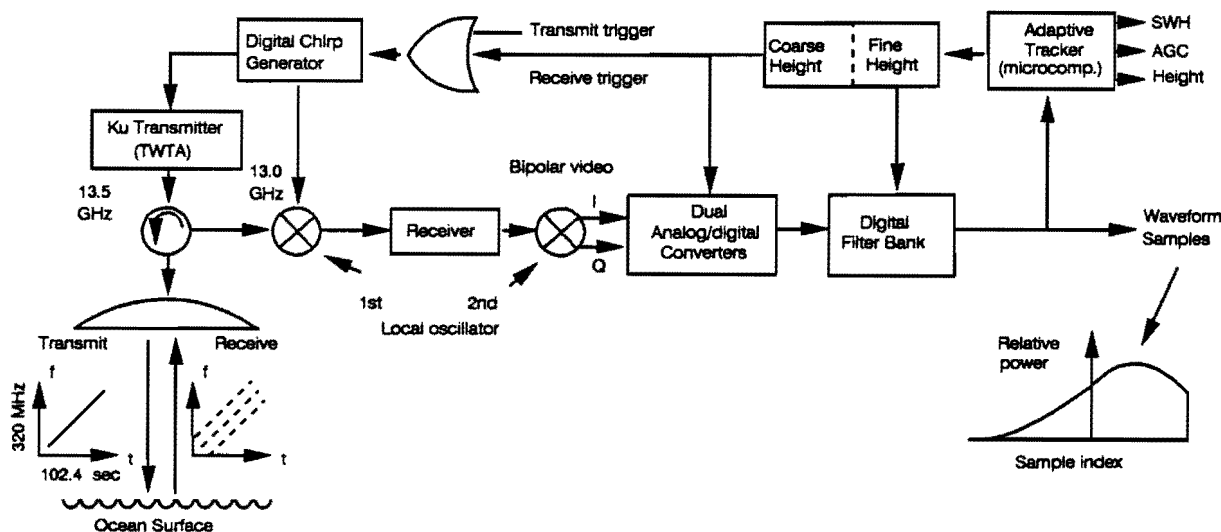 Digital Chirp
Generator
Transmit trigger
Receive trigger
Coarse
Height
Fine
Height
Adaptive
Tracker
(microcomp.)
SWH
AGC
Height
Ku Transmitter
(TWTA)
13.5
GHz
13.0
GHz
Receiver
Bipolar video
I
Q
Dual
Analog/digital
Converters
Digital
Filter Bank
Waveform
Samples
1st
2nd
Local oscillator
Transmit
Receive
f
320 MHz
t
102.4 sec
f
t
Ocean Surface
Relative
power
Sample index